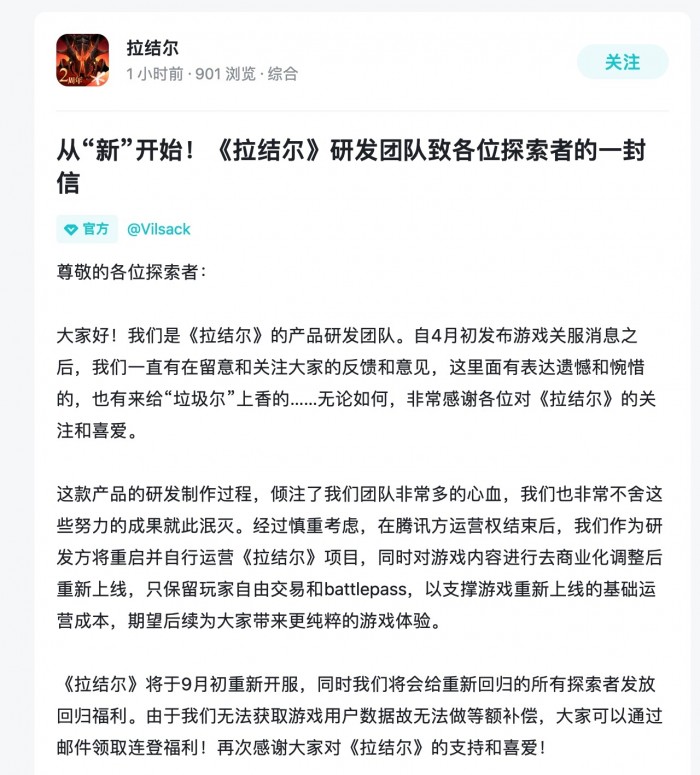 拉结尔
1 小时前 · 901 浏览 · 综合
关注
2周年
从“新”开始！《拉结尔》研发团队致各位探索者的一封
信
官方 @Vilsack
尊敬的各位探索者：
大家好！我们是《拉结尔》的产品研发团队。自4月初发布游戏关服消息之
后，我们一直有在留意和关注大家的反馈和意见，这里面有表达遗憾和惋惜
的，也有来给“垃圾尔”上香的……无论如何，非常感谢各位对《拉结尔》的关
注和喜爱。
这款产品的研发制作过程，倾注了我们团队非常多的心血，我们也非常不舍这
些努力的成果就此泯灭。经过慎重考虑，在腾讯方运营权结束后，我们作为研
发方将重启并自行运营《拉结尔》项目，同时对游戏内容进行去商业化调整后
重新上线，只保留玩家自由交易和battlepass，以支撑游戏重新上线的基础运
营成本，期望后续为大家带来更纯粹的游戏体验。
《拉结尔》将于9月初重新开服，同时我们将会给重新回归的所有探索者发放
回归福利。由于我们无法获取游戏用户数据故无法做等额补偿，大家可以通过
邮件领取连登福利！再次感谢大家对《拉结尔》的支持和喜爱！